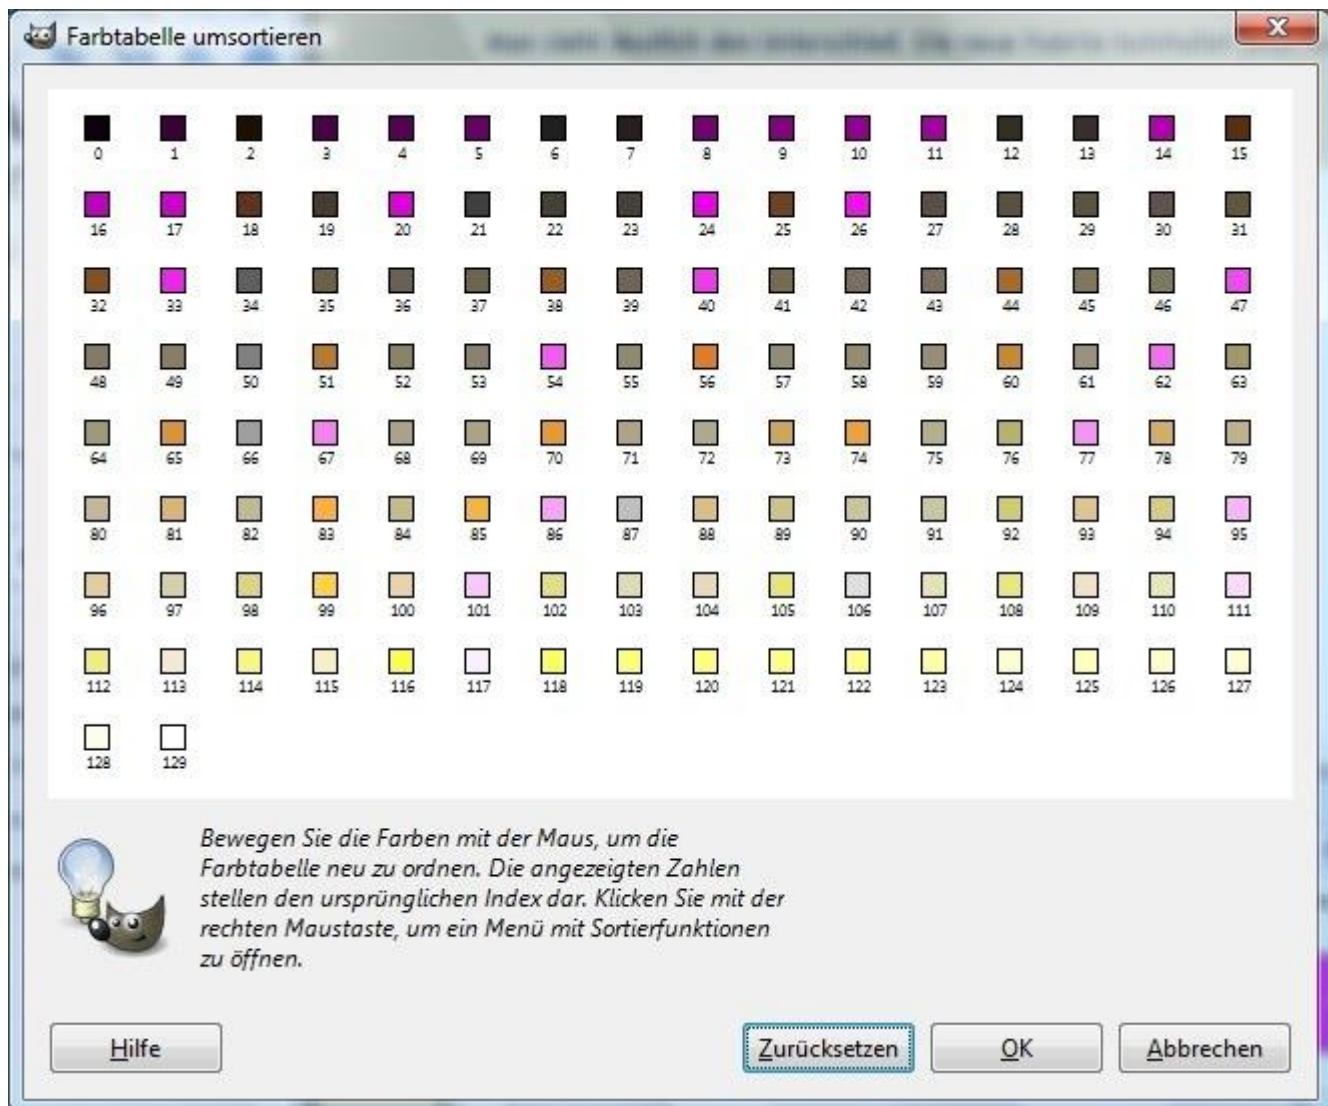 Farbtabelle umsortieren
0 1 2 3 4 5 6 7 8 9 10 11 12 13 14 15
16 17 18 19 20 21 22 23 24 25 26 27 28 29 30 31
32 33 34 35 36 37 38 39 40 41 42 43 44 45 46 47
48 49 50 51 52 53 54 55 56 57 58 59 60 61 62 63
64 65 66 67 68 69 70 71 72 73 74 75 76 77 78 79
80 81 82 83 84 85 86 87 88 89 90 91 92 93 94 95
96 97 98 99 100 101 102 103 104 105 106 107 108 109 110 111
112 113 114 115 116 117 118 119 120 121 122 123 124 125 126 127
128 129
Bewegen Sie die Farben mit der Maus, um die
Farbtabelle neu zu ordnen. Die angezeigten Zahlen
stellen den ursprünglichen Index dar. Klicken Sie mit der
rechten Maustaste, um ein Menü mit Sortierfunktionen
zu öffnen.
Hilfe Zurücksetzen OK Abbrechen